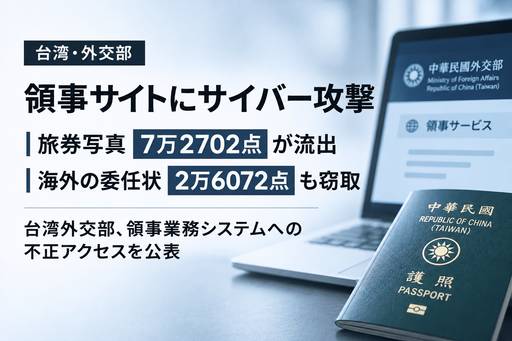 台湾・外交部
領事サイトにサイバー攻撃
旅券写真 7万2702点 が流出
海外の委任状 2万6072点 も窃取
台湾外交部、領事業務システムへの
不正アクセスを公表
中華民國外交部
Ministry of Foreign Affairs
Republic of China (Taiwan)
領事サービス
中華民國
REPUBLIC OF CHINA
(TAIWAN)
護照
PASSPORT